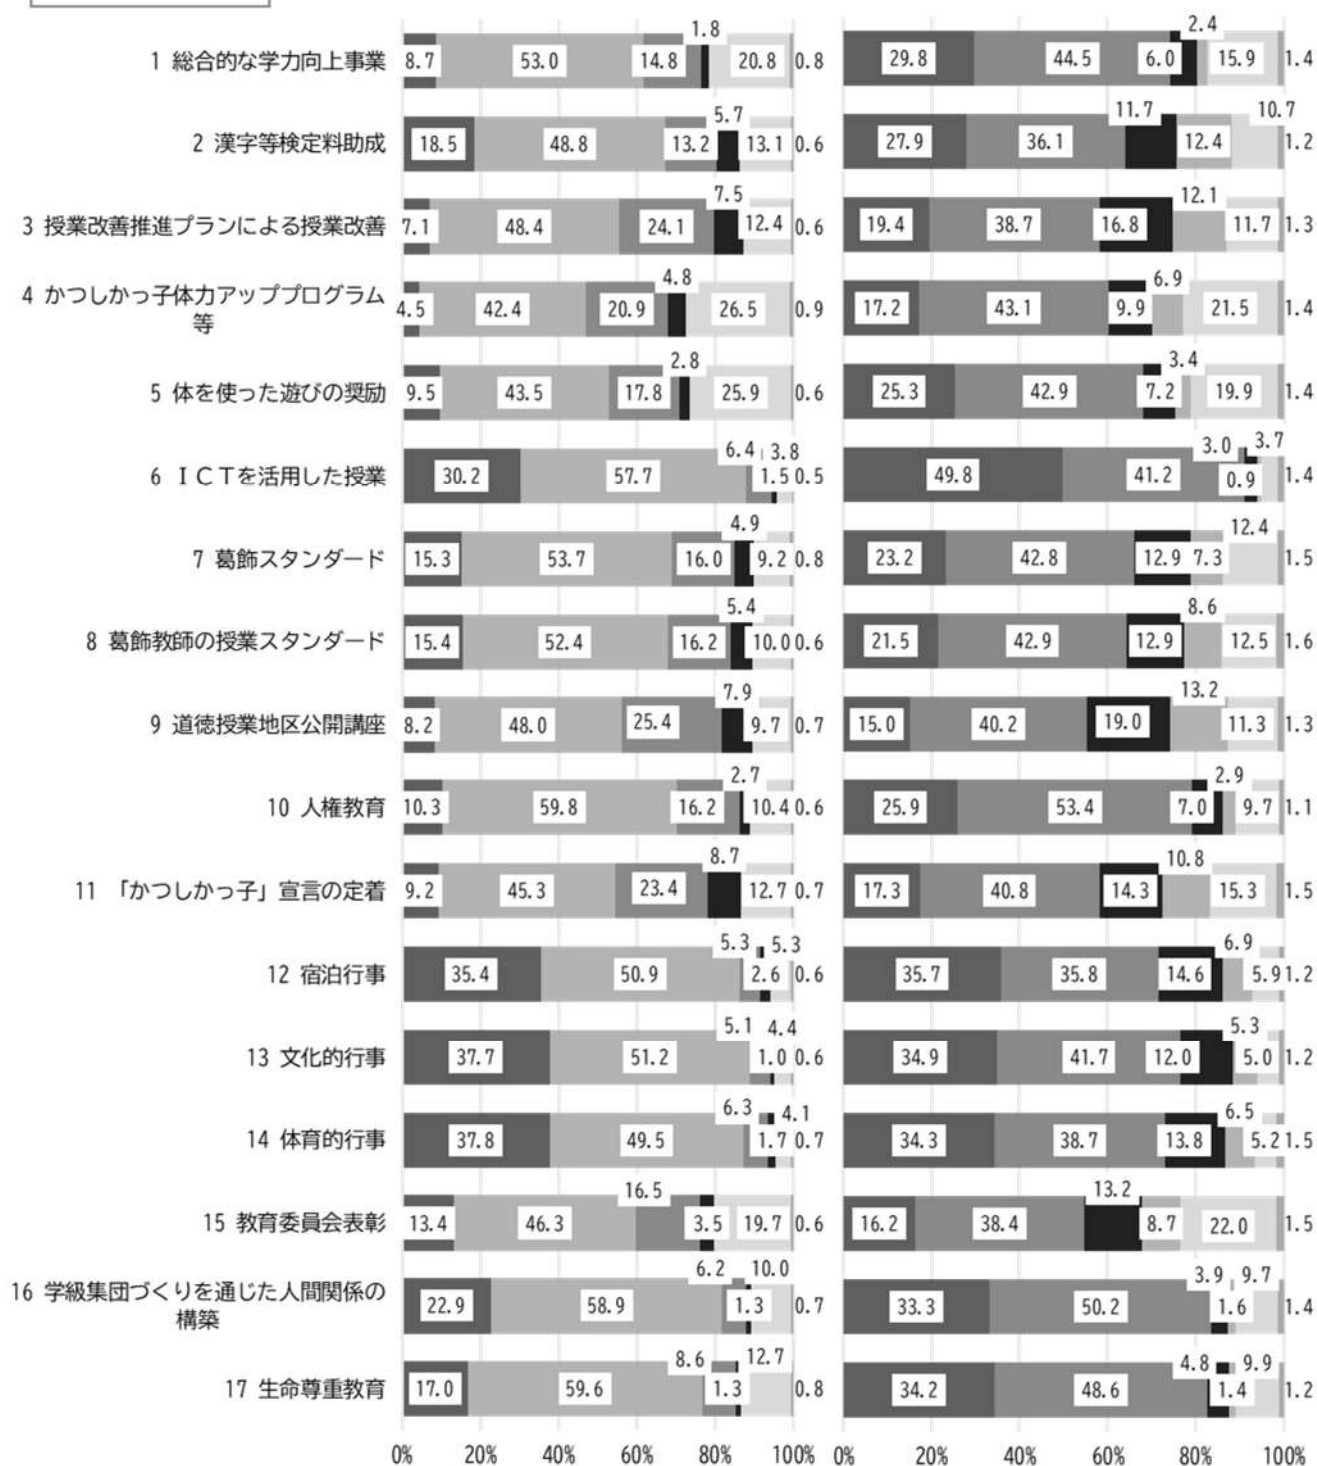 1.8 2.4
1 総合的な学力向上事業 8.7 53.0 14.8 20.8 0.8 29.8 44.5 6.0 15.9 1.4
5.7 11.7 10.7
2 漢字等検定料助成 18.5 48.8 13.2 13.1 0.6 27.9 36.1 12.4 1.2
7.5 12.1
3 授業改善推進プランによる授業改善 7.1 48.4 24.1 12.4 0.6 19.4 38.7 16.8 11.7 1.3
4.8 6.9
4 かつしかっ子体力アッププログラム
等 4.5 42.4 20.9 26.5 0.9 17.2 43.1 9.9 21.5 1.4
2.8 3.4
5 体を使った遊びの奨励 9.5 43.5 17.8 25.9 0.6 25.3 42.9 7.2 19.9 1.4
6.4 3.8 3.0 3.7
6 ICTを活用した授業 30.2 57.7 1.5 0.5 49.8 41.2 0.9 1.4
4.9 12.4
7 葛飾スタンダード 15.3 53.7 16.0 9.2 0.8 23.2 42.8 12.9 7.3 1.5
5.4 8.6
8 葛飾教師の授業スタンダード 15.4 52.4 16.2 10.0 0.6 21.5 42.9 12.9 12.5 1.6
7.9 13.2
9 道徳授業地区公開講座 8.2 48.0 25.4 9.7 0.7 15.0 40.2 19.0 11.3 1.3
2.7 2.9
10 人権教育 10.3 59.8 16.2 10.4 0.6 25.9 53.4 7.0 9.7 1.1
8.7 10.8
11 「かつしかっ子」宣言の定着 9.2 45.3 23.4 12.7 0.7 17.3 40.8 14.3 15.3 1.5
5.3 5.3 6.9
12 宿泊行事 35.4 50.9 2.6 0.6 35.7 35.8 14.6 5.9 1.2
5.1 4.4 5.3
13 文化的行事 37.7 51.2 1.0 0.6 34.9 41.7 12.0 5.0 1.2
6.3 4.1 6.5
14 体育的行事 37.8 49.5 1.7 0.7 34.3 38.7 13.8 5.2 1.5
16.5 13.2
15 教育委員会表彰 13.4 46.3 3.5 19.7 0.6 16.2 38.4 8.7 22.0 1.5
6.2 10.0 3.9 9.7
16 学級集団づくりを通じた人間関係の
構築 22.9 58.9 1.3 0.7 33.3 50.2 1.6 1.4
8.6 12.7 4.8 9.9
17 生命尊重教育 17.0 59.6 1.3 0.8 34.2 48.6 1.4 1.2
0% 20% 40% 60% 80% 100% 0% 20% 40% 60% 80% 100%